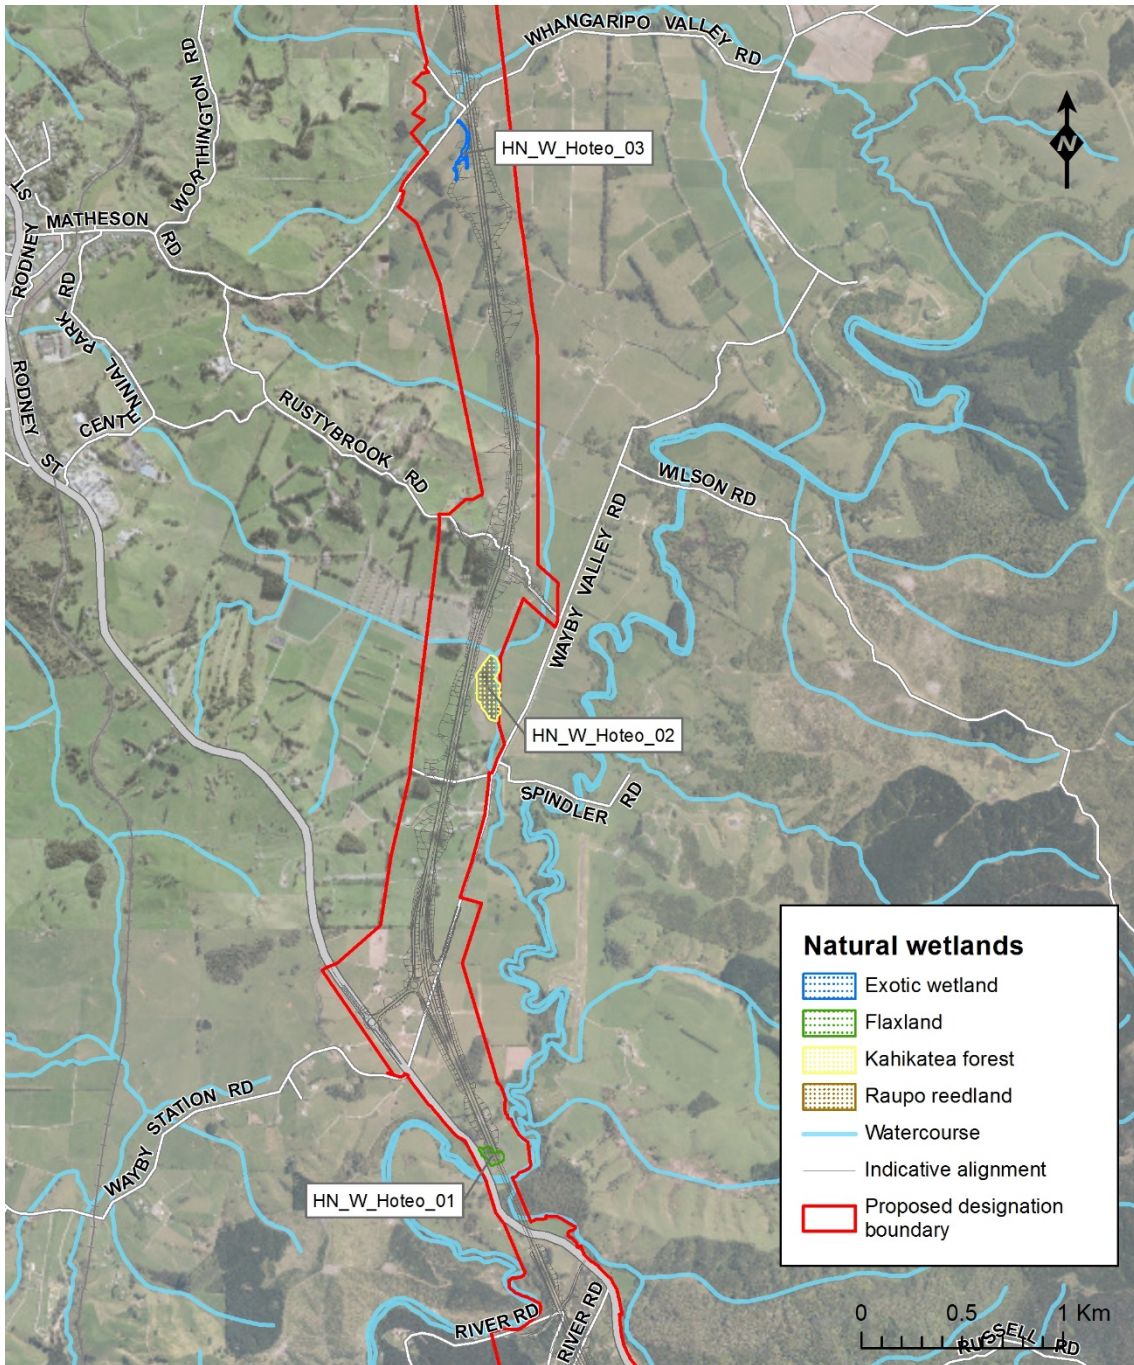 WHANGARIPO VALLEY RD
WORTHINGTON RD
HN_W_Hoteo_03
N
ST
MATHESON
RD
RODNEY
RD
PARK
CENTENNIAL
RODNEY
ST
RUSTYBROOK RD
WILSON RD
WAYBY VALLEY RD
HN_W_Hoteo_02
SPINDLER RD
Natural wetlands
Exotic wetland
Flaxland
Kahikatea forest
Raupo reedland
Watercourse
Indicative alignment
Proposed designation
boundary
WAYBY STATION RD
HN_W_Hoteo_01
RIVER RD
RIVER RD
0 0.5 1 Km
RUSSELL RD